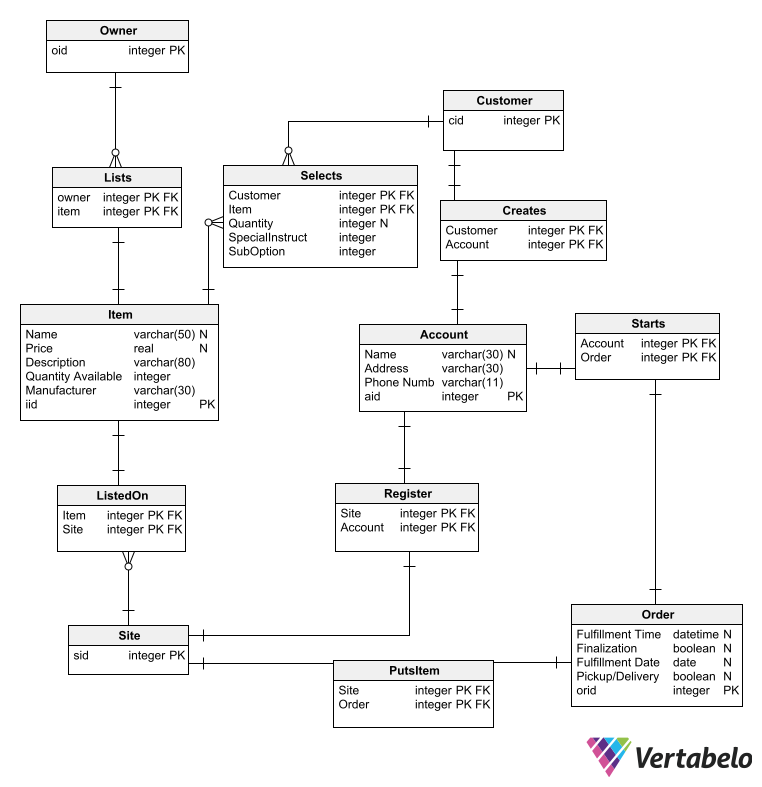 Owner
oid integer PK
Customer
cid integer PK
Lists
owner integer PK FK
item integer PK FK
Selects
Customer integer PK FK
Item integer PK FK
Quantity integer N
SpecialInstruct integer
SubOption integer
Creates
Customer integer PK FK
Account integer PK FK
Item
Name varchar(50) N
Price real N
Description varchar(80)
Quantity Available integer
Manufacturer varchar(30)
iid integer PK
Account
Name varchar(30) N
Address varchar(30)
Phone Numb varchar(11)
aid integer PK
Starts
Account integer PK FK
Order integer PK FK
ListedOn
Item integer PK FK
Site integer PK FK
Register
Site integer PK FK
Account integer PK FK
Site
sid integer PK
PutsItem
Site integer PK FK
Order integer PK FK
Order
Fulfillment Time datetime N
Finalization boolean N
Fulfillment Date date N
Pickup/Delivery boolean N
orid integer PK
Vertabelo